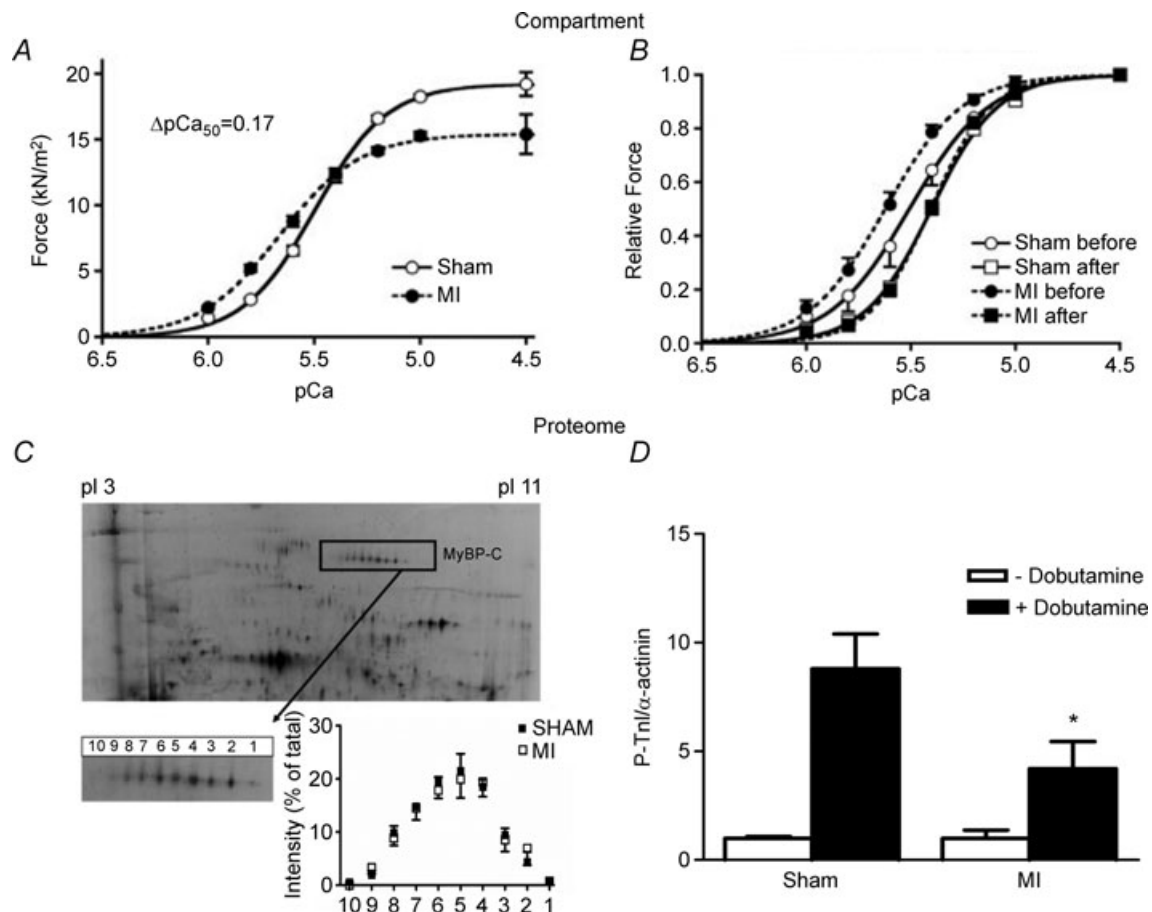 Compartment
A
Force (kN/m²)
20
15
10
5
0
ΔpCa₅₀=0.17
Sham
MI
6.5 6.0 5.5 5.0 4.5
pCa
B
Relative Force
1.0
0.8
0.6
0.4
0.2
0.0
Sham before
Sham after
MI before
MI after
6.5 6.0 5.5 5.0 4.5
pCa
Proteome
C
pI 3 pI 11
MyBP-C
10 9 8 7 6 5 4 3 2 1
Intensity (% of tatal)
30
20
10
0
SHAM
MI
10 9 8 7 6 5 4 3 2 1
D
P-TnI/α-actinin
15
10
5
0
- Dobutamine
+ Dobutamine
*
Sham MI